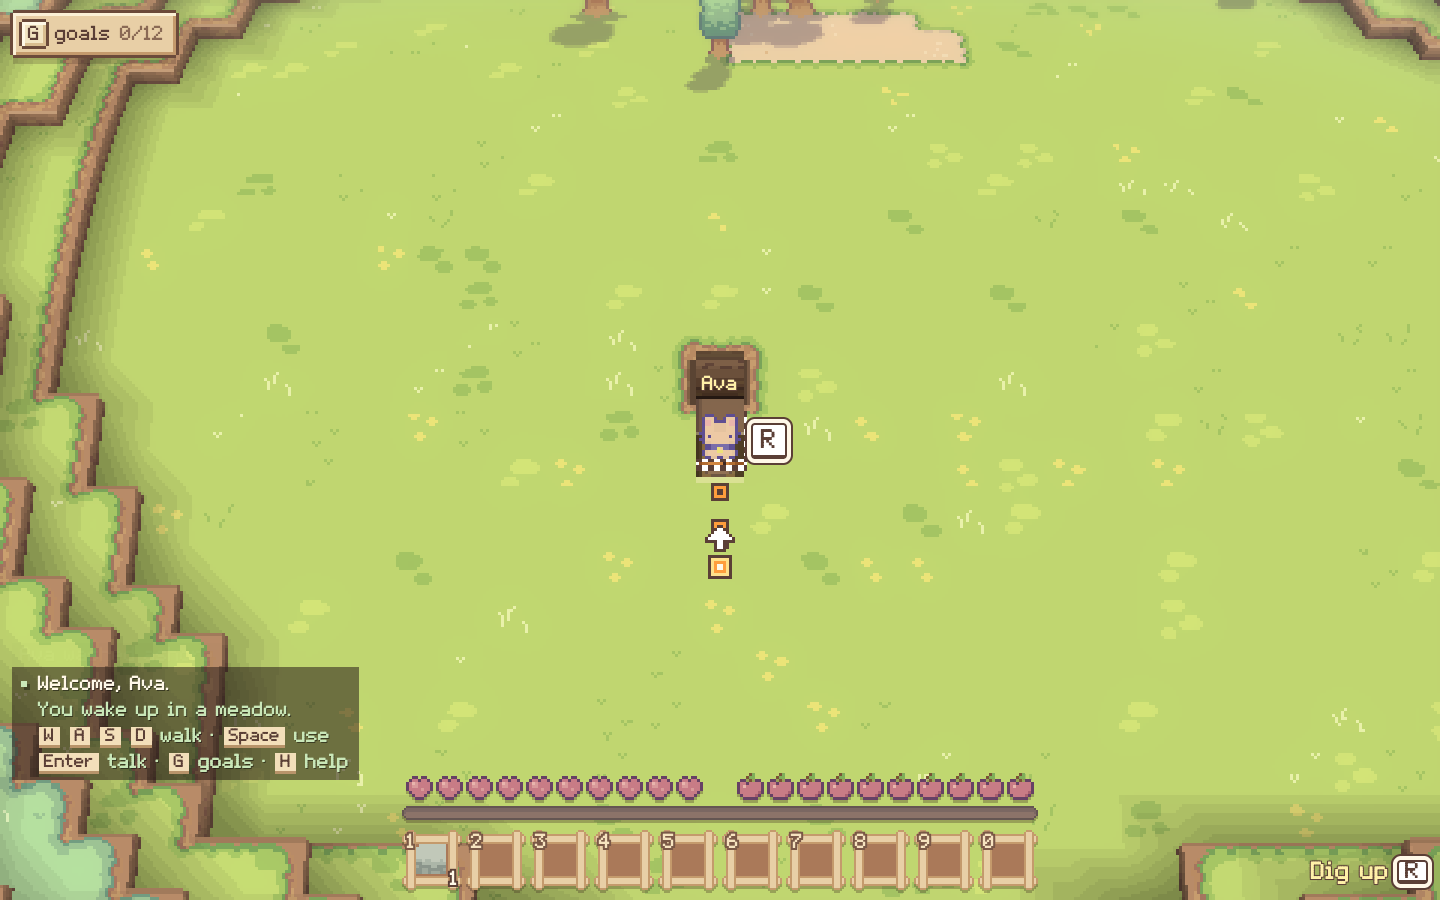 G goals 0/12
Ava
R
Welcome, Ava.
You wake up in a meadow.
W A S D walk · Space use
Enter talk · G goals · H help
1 2 3 4 5 6 7 8 9 0
1
Dig up R